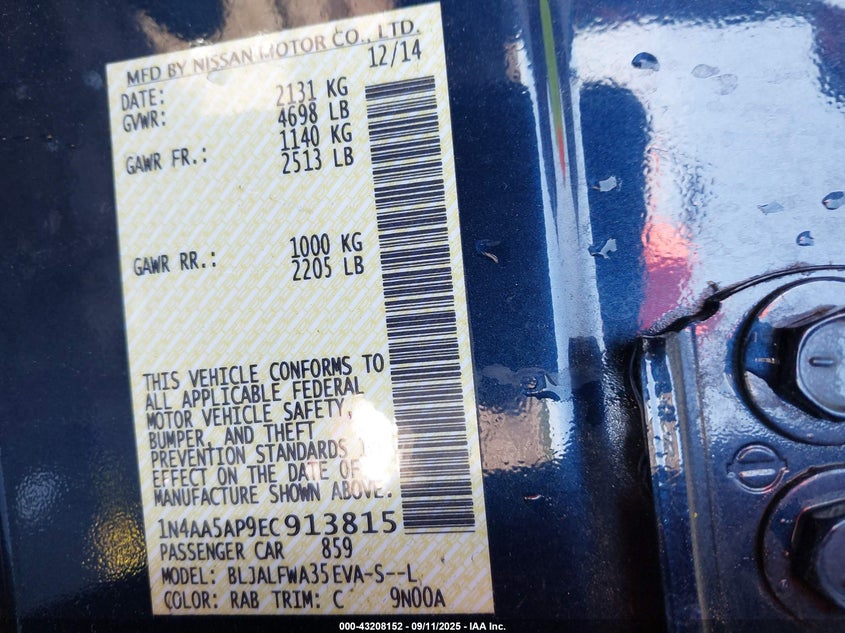 MFD BY NISSAN MOTOR CO., LTD.
DATE: 12/14
GVWR: 2131 KG
4698 LB
GAWR FR.: 1140 KG
2513 LB
GAWR RR.: 1000 KG
2205 LB
THIS VEHICLE CONFORMS TO
ALL APPLICABLE FEDERAL
MOTOR VEHICLE SAFETY,
BUMPER, AND THEFT
PREVENTION STANDARDS IN
EFFECT ON THE DATE OF
MANUFACTURE SHOWN ABOVE.
1N4AA5AP9EC913815
PASSENGER CAR 859
MODEL: BLJALFWA35EVA-S--L
COLOR: RAB TRIM: C 9N00A
000-43208152 - 09/11/2025 - IAA Inc.